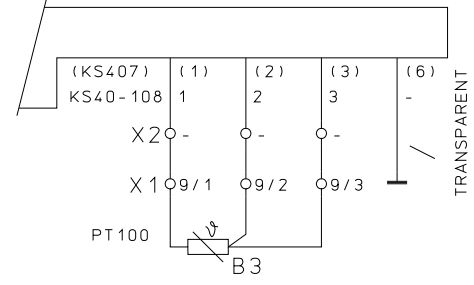 (KS407) (1) (2) (3) (6)
KS40-108 1 2 3 -
X2 - - -
X1 9/1 9/2 9/3
PT100
ϑ
B3
TRANSPARENT